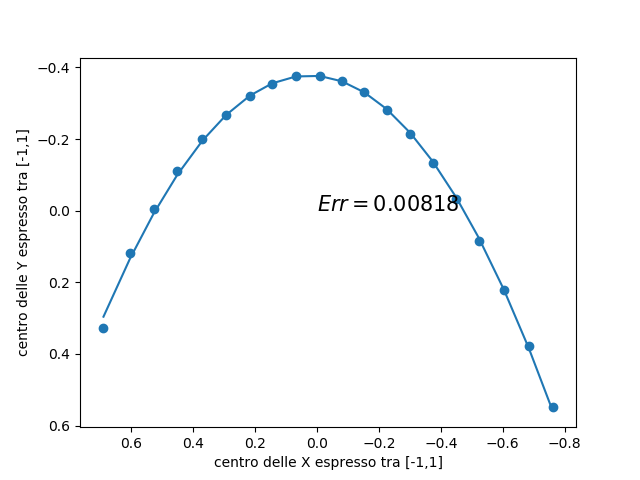 centro delle Y espresso tra [-1,1]
−0.4
−0.2
0.0
0.2
0.4
0.6
Err = 0.00818
0.6 0.4 0.2 0.0 −0.2 −0.4 −0.6 −0.8
centro delle X espresso tra [-1,1]